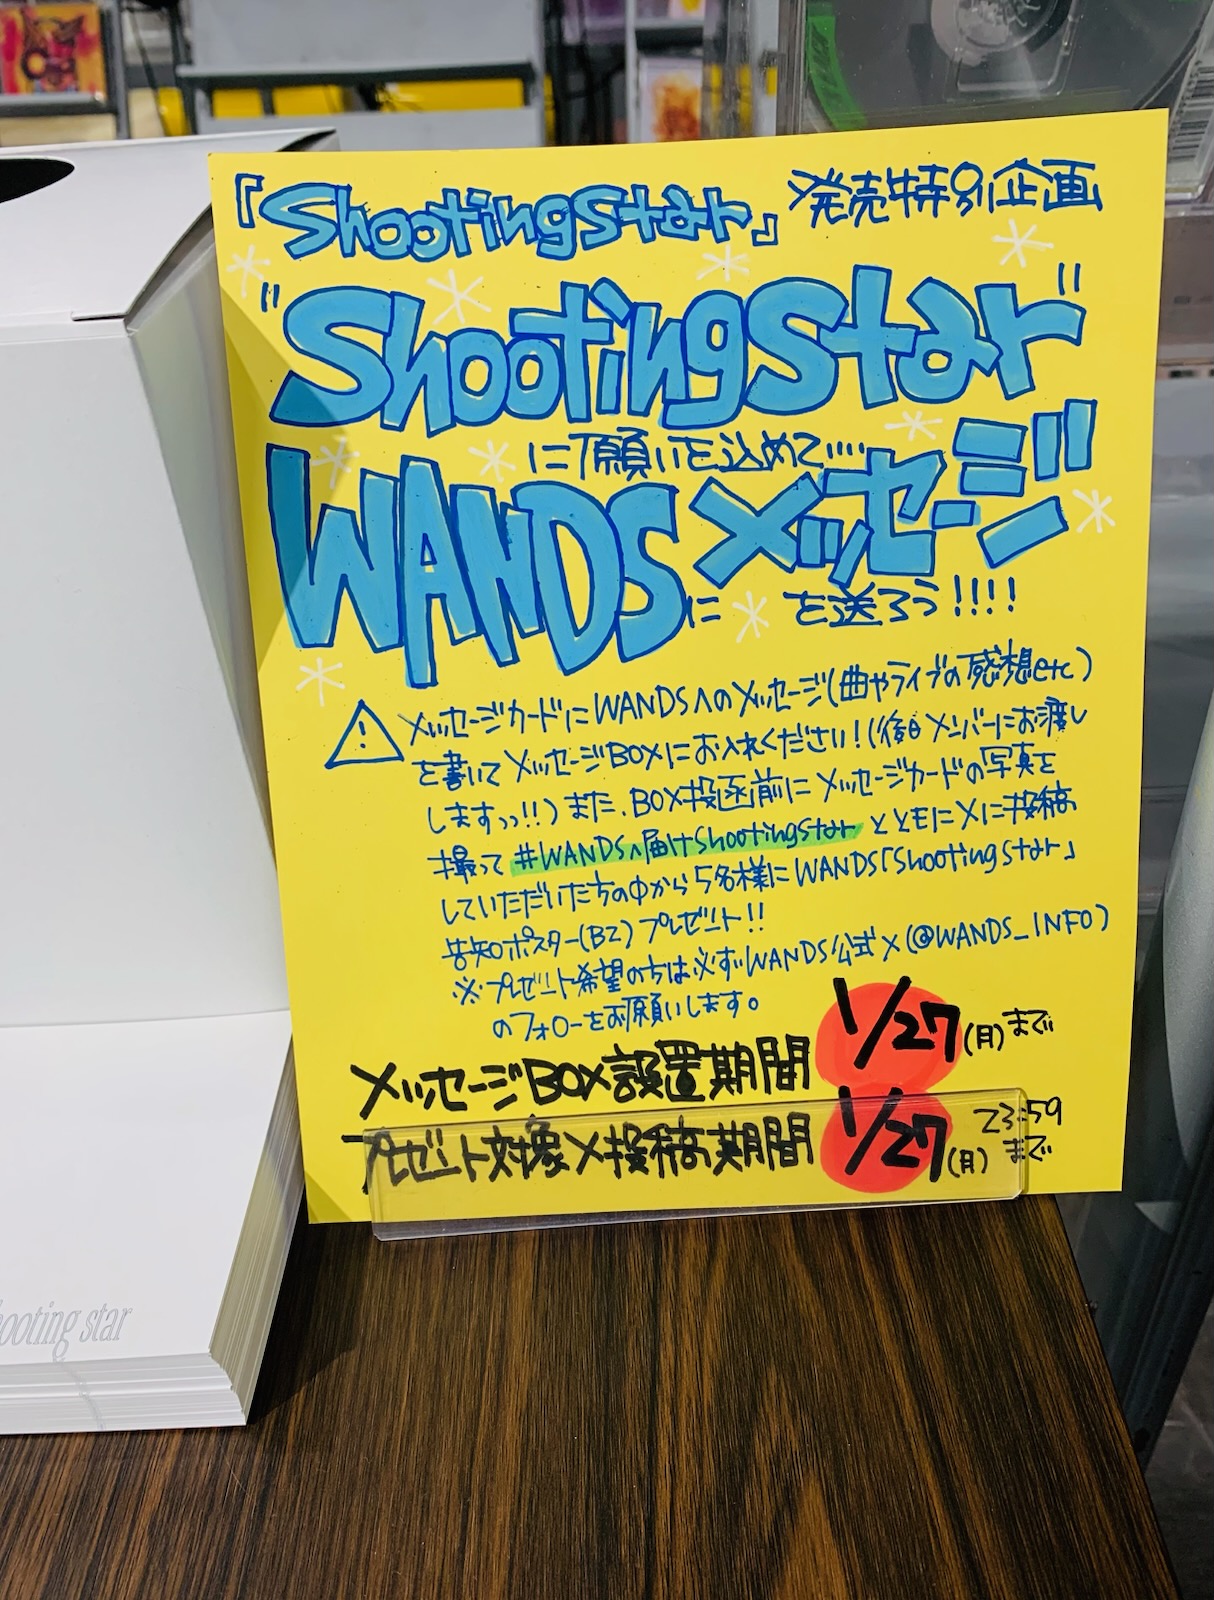 『Shooting Star』発売特別企画
"Shooting Star"
に願いを込めて....
WANDSにメッセージ
を送ろう!!!!
メッセージカードにWANDSへのメッセージ(曲やライブの感想etc)
を書いてメッセージBOXにお入れください!(後日メンバーにお渡し
しますっっ!!)また、BOX投函前にメッセージカードの写真を
撮って #WANDSへ届けShootingStar とともにXに投稿
していただいた方の中から5名様にWANDS「Shooting Star」
告知ポスター(B2)プレゼント!!
※プレゼント希望の方は必ずWANDS公式X(@WANDS_INFO)
のフォローをお願いします。
メッセージBOX設置期間 1/27(月)まで
プレゼント対象X投稿期間 1/27(月) 23:59まで
ooting star